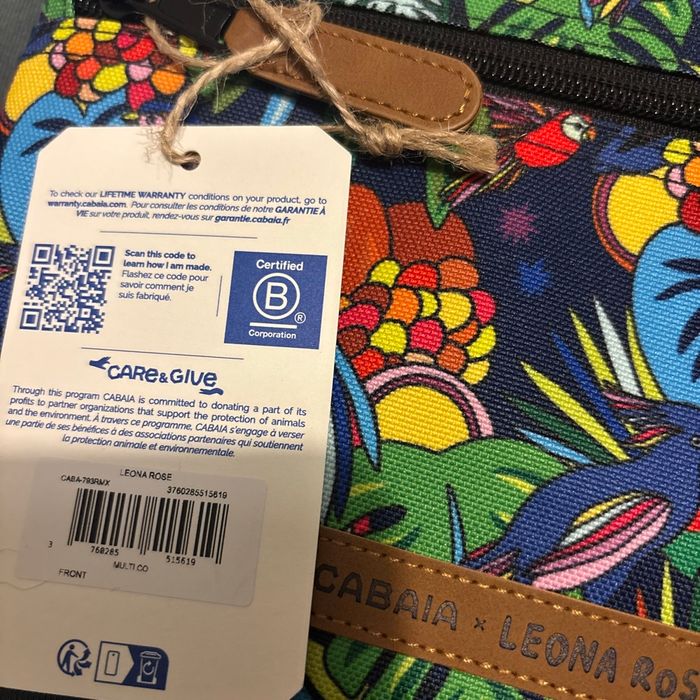 To check our LIFETIME WARRANTY conditions on your product, go to
warranty.cabaia.com. Pour consulter les conditions de notre GARANTIE À
VIE sur votre produit, rendez-vous sur garantie.cabaia.fr
Scan this code to
learn how I am made.
Flashez ce code pour
savoir comment je
suis fabriqué.
Certified
B
®
Corporation
CARE & GIVE
Through this program CABAIA is committed to donating a part of its
profits to partner organizations that support the protection of animals
and the environment. À travers ce programme, CABAIA s'engage à verser
une partie de ses bénéfices à des associations partenaires qui soutiennent
la protection animale et environnementale.
LEONA ROSE
CABA-793RMX
3760285515619
3 760285 515619
FRONT
MULTI CO
CABAIA × LEONA ROS